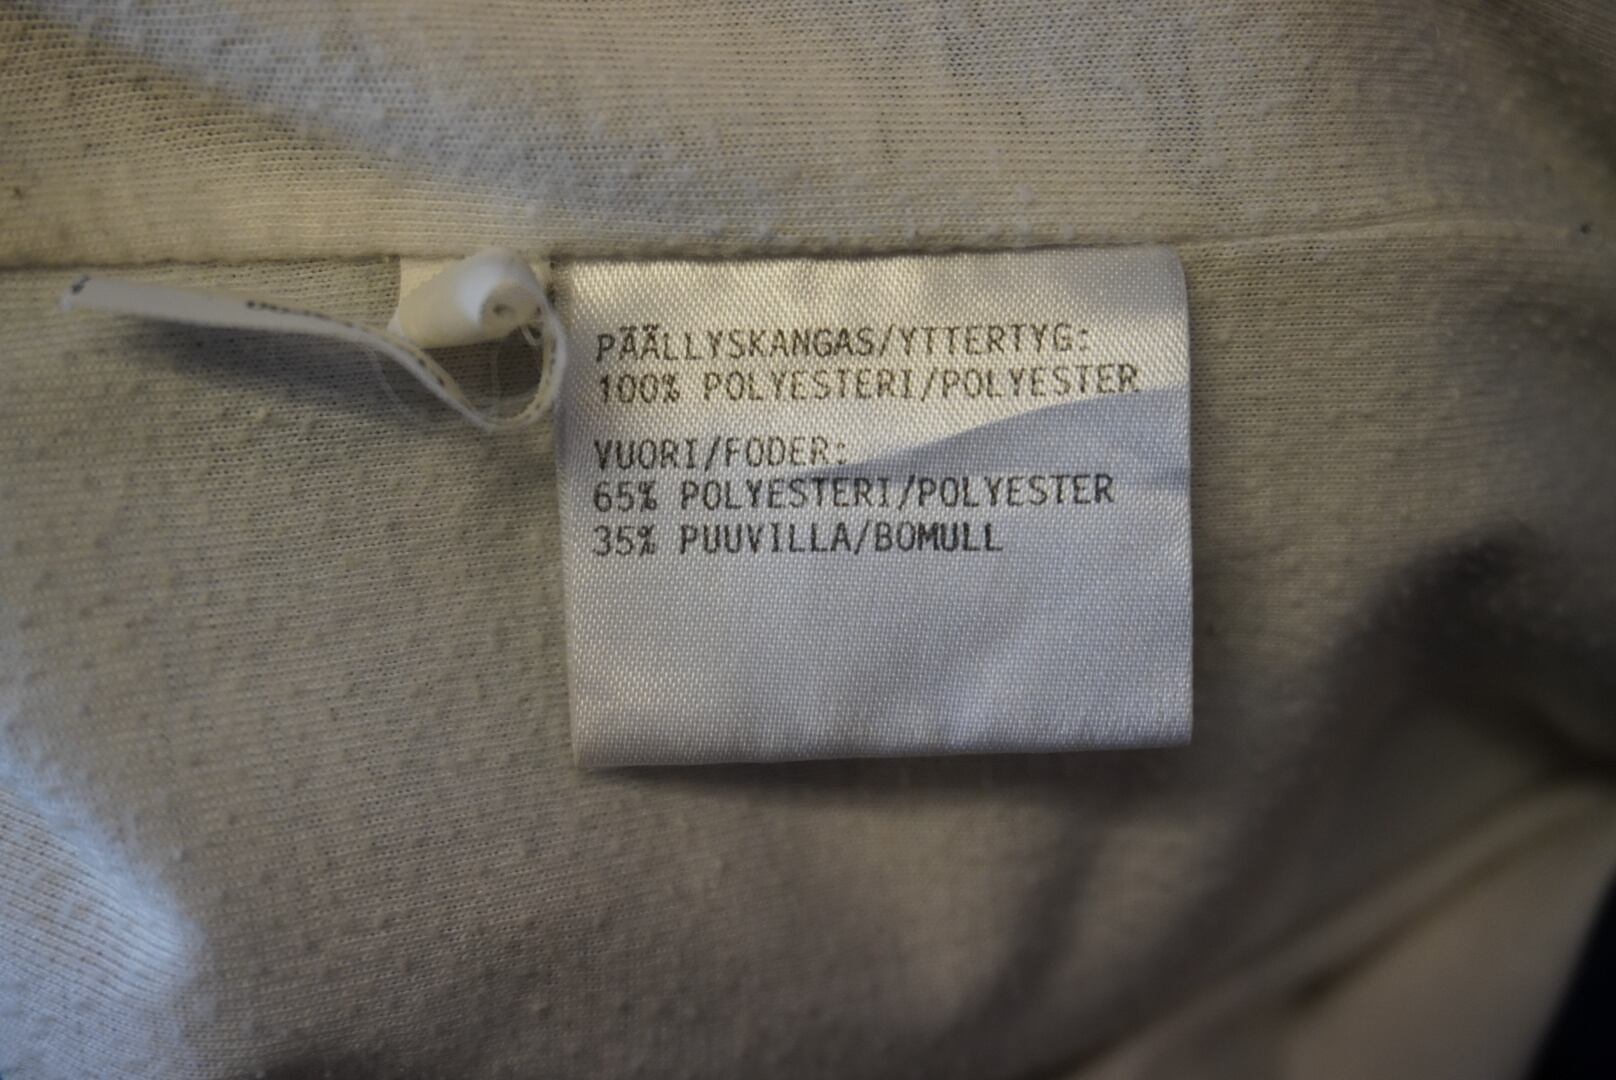 PÄÄLLYSKANGAS/YTTERTYG:
100% POLYESTERI/POLYESTER
VUORI/FODER:
65% POLYESTERI/POLYESTER
35% PUUVILLA/BOMULL